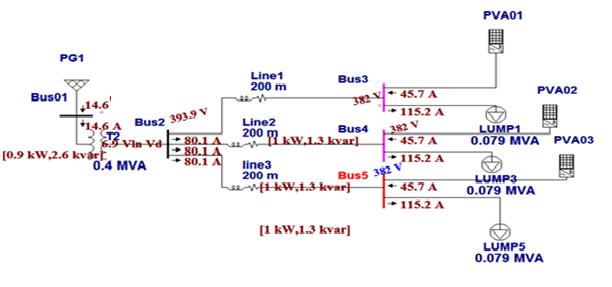 PVA01
PG1
Line1
200 m
Bus3
45.7 A
PVA02
Bus01
14.6
Bus2
393.9 V
382 V
115.2 A
14.6 A
T2
Line2
200 m
Bus4
382 V
LUMP1
0.079 MVA
PVA03
6.9 Vln Vd
80.1 A
[1 kW,1.3 kvar]
45.7 A
[0.9 kW,2.6 kvar]
80.1 A
0.4 MVA
80.1 A
line3
200 m
115.2 A
Bus5
382 V
LUMP3
0.079 MVA
[1 kW,1.3 kvar]
45.7 A
115.2 A
[1 kW,1.3 kvar]
LUMP5
0.079 MVA